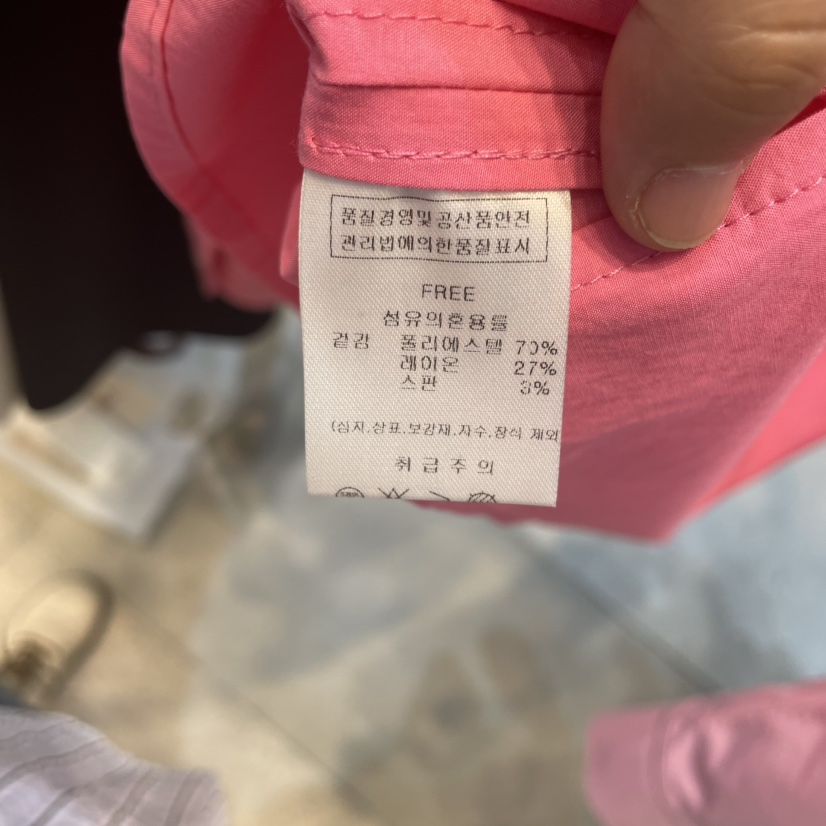 품질경영및공산품안전
관리법에의한품질표시
FREE
섬유의혼용률
겉감 폴리에스텔 70%
레이온 27%
스판 3%
(심지,상표,보강재,자수,장식 제외
취급주의